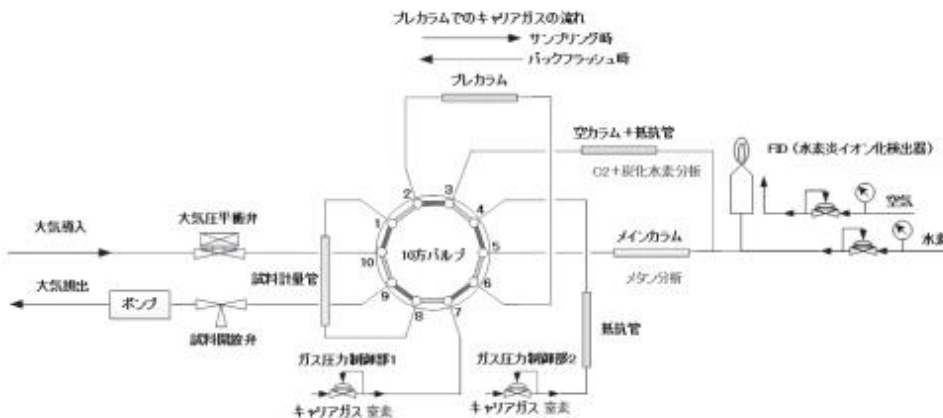 プレカラムでのキャリアガスの流れ
サンプリング時
バックフラッシュ時
プレカラム
空カラム+抵抗管
C2+炭化水素分析
FID(水素炎イオン化検出器)
空気
水素
大気導入
大気圧平衡弁
試料計量管
10方バルブ
1
2
3
4
5
6
7
8
9
10
メインカラム
メタン分析
大気排出
ポンプ
試料開放弁
抵抗管
ガス圧力制御部1
キャリアガス 窒素
ガス圧力制御部2
キャリアガス 窒素